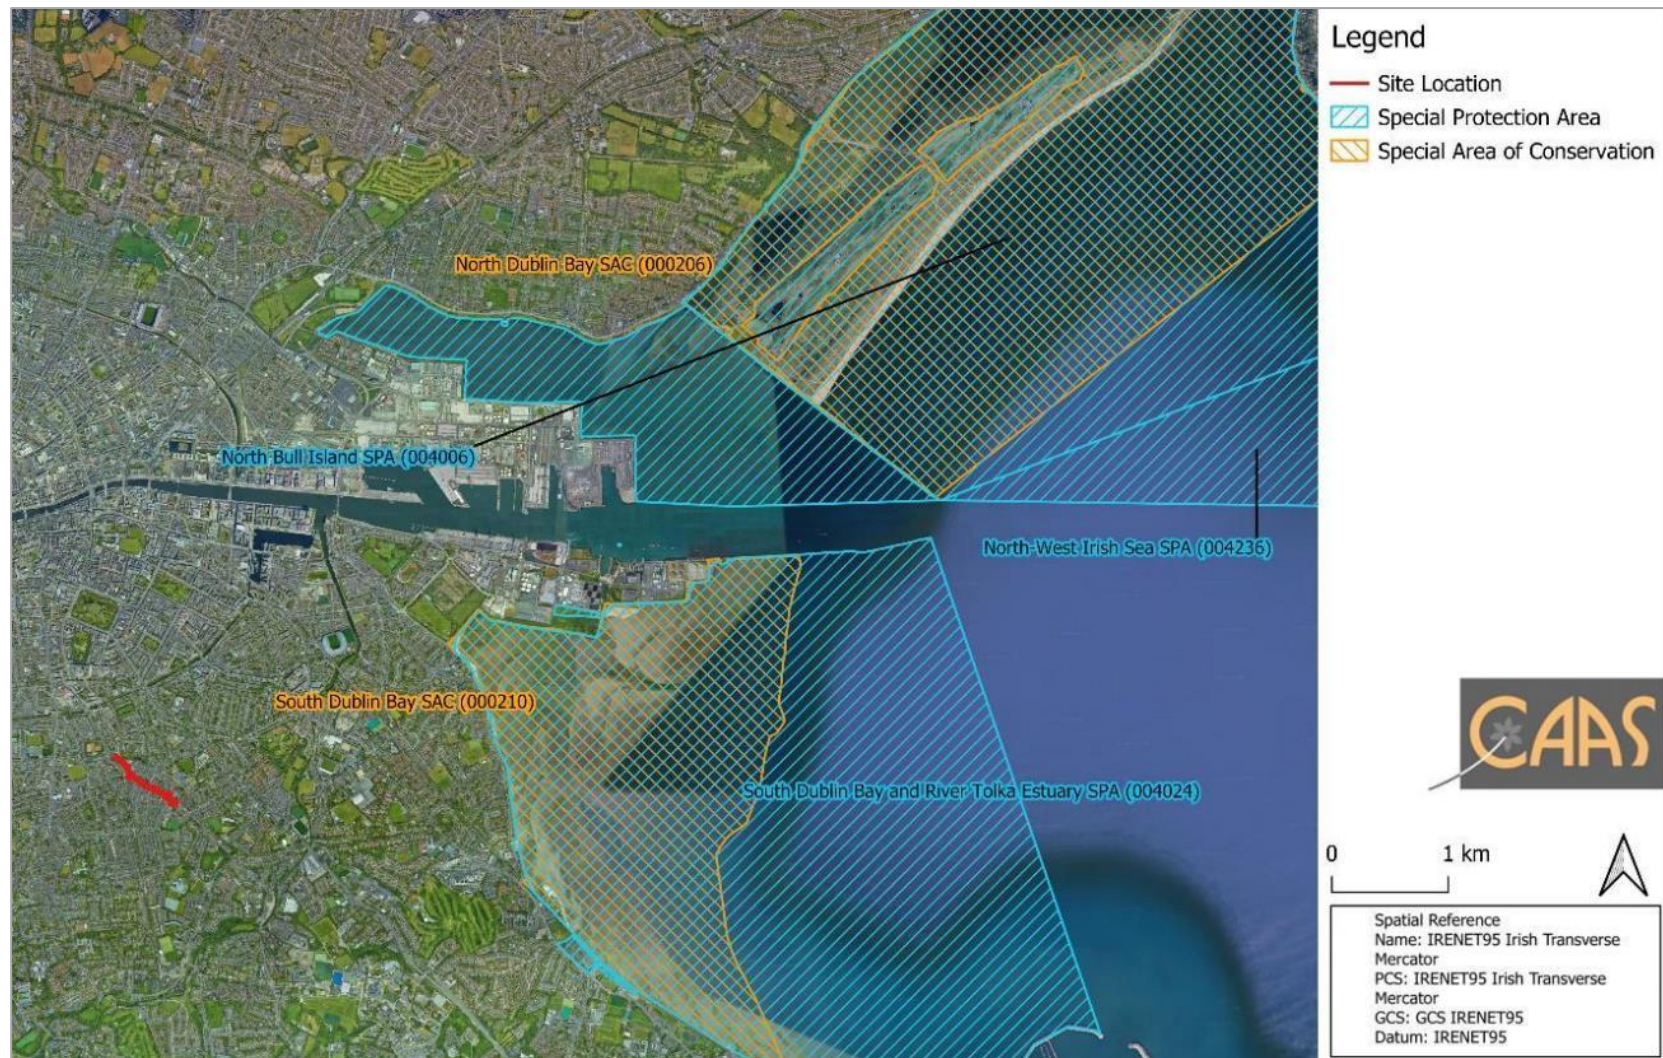 Legend
Site Location
Special Protection Area
Special Area of Conservation
North Dublin Bay SAC (000206)
North Bull Island SPA (004006)
North-West Irish Sea SPA (004236)
South Dublin Bay SAC (000210)
South Dublin Bay and River Tolka Estuary SPA (004024)
CAAS
0 1 km
Spatial Reference
Name: IRENET95 Irish Transverse
Mercator
PCS: IRENET95 Irish Transverse
Mercator
GCS: GCS IRENET95
Datum: IRENET95